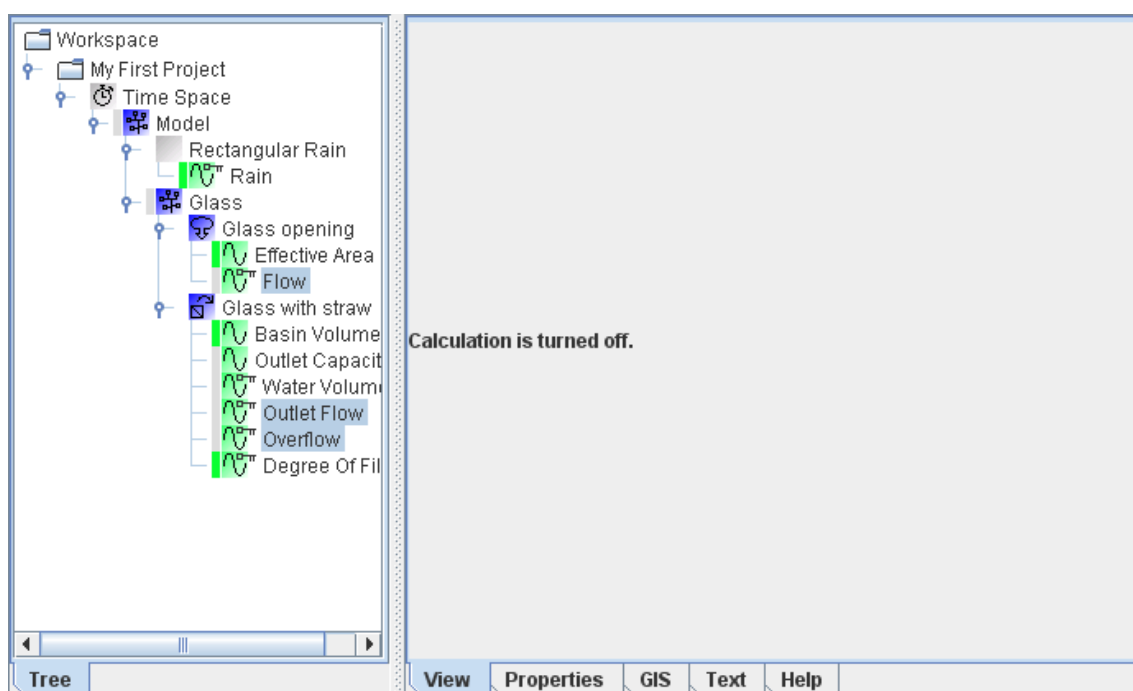 Workspace
My First Project
Time Space
Model
Rectangular Rain
Rain
Glass
Glass opening
Effective Area
Flow
Glass with straw
Basin Volume
Outlet Capacit
Water Volum
Outlet Flow
Overflow
Degree Of Fil
Calculation is turned off.
Tree
View Properties GIS Text Help